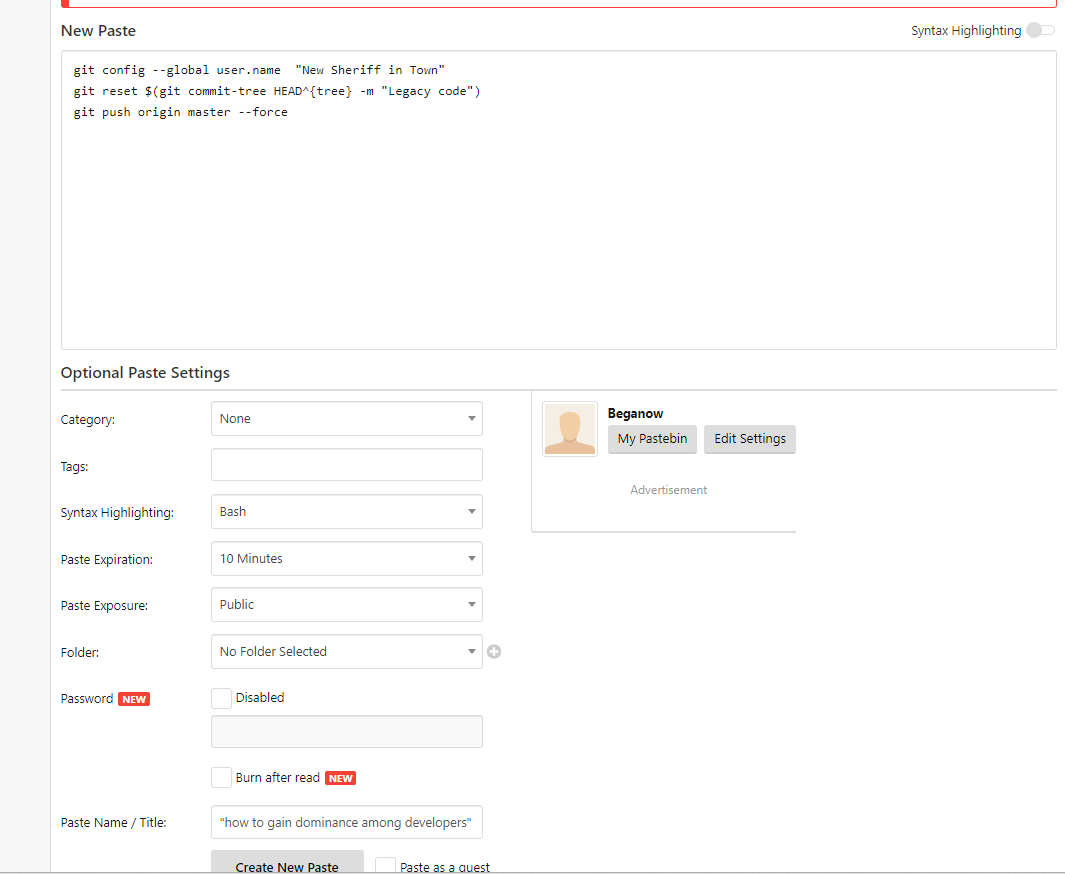 New Paste
Syntax Highlighting
git config --global user.name  "New Sheriff in Town"
git reset $(git commit-tree HEAD^{tree} -m "Legacy code")
git push origin master --force
Optional Paste Settings
Category:
None
Tags:
Syntax Highlighting:
Bash
Paste Expiration:
10 Minutes
Paste Exposure:
Public
Folder:
No Folder Selected
Password NEW
Disabled
Burn after read NEW
Paste Name / Title:
"how to gain dominance among developers"
Create New Paste
Paste as a guest
Beganow
My Pastebin
Edit Settings
Advertisement